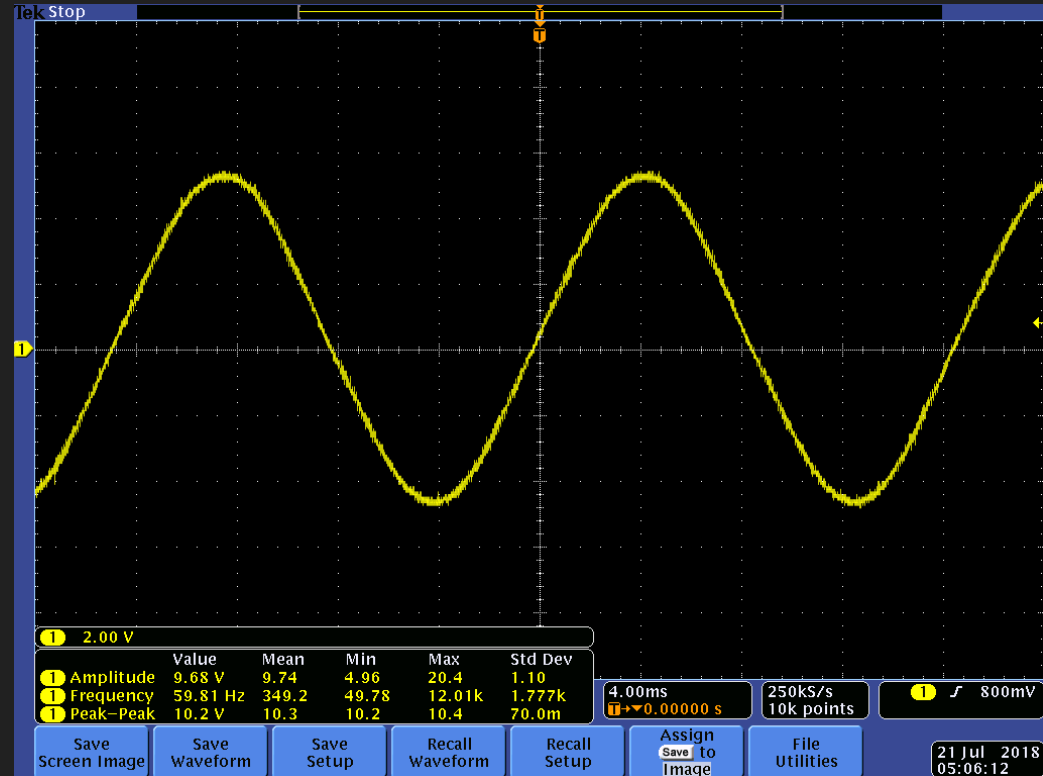 Tek Stop
T
T
1
1 2.00 V
Value Mean Min Max Std Dev
1 Amplitude 9.68 V 9.74 4.96 20.4 1.10
1 Frequency 59.81 Hz 349.2 49.78 12.01k 1.777k
1 Peak−Peak 10.2 V 10.3 10.2 10.4 70.0m
4.00ms
T→▼0.00000 s
250kS/s
10k points
1 ƒ 800mV
Save
Screen Image
Save
Waveform
Save
Setup
Recall
Waveform
Recall
Setup
Assign
Save to
Image
File
Utilities
21 Jul 2018
05:06:12